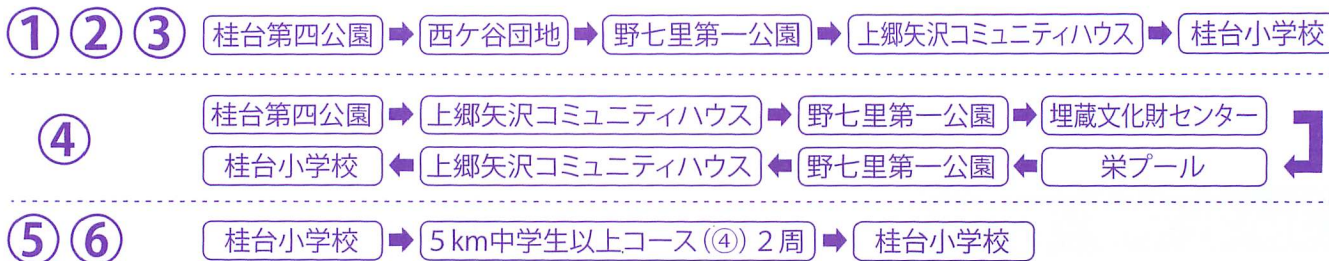 ①②③ 桂台第四公園➡西ケ谷団地➡野七里第一公園➡上郷矢沢コミュニティハウス➡桂台小学校
④ 桂台第四公園➡上郷矢沢コミュニティハウス➡野七里第一公園➡埋蔵文化財センター
桂台小学校⬅上郷矢沢コミュニティハウス⬅野七里第一公園⬅栄プール
⑤⑥ 桂台小学校➡5km中学生以上コース(④)2周➡桂台小学校